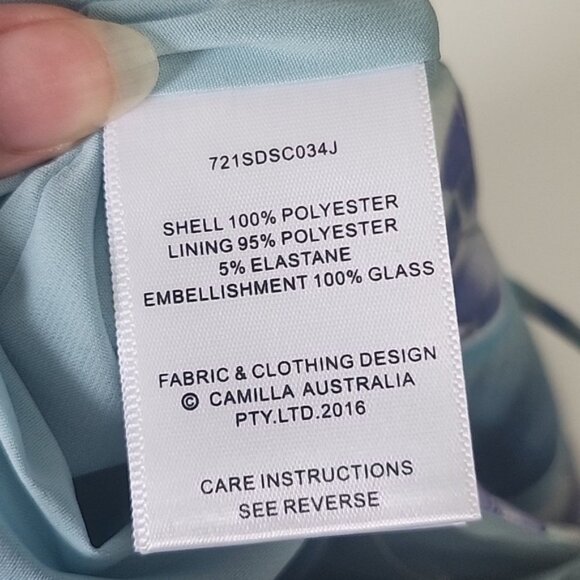 721SDSC034J
SHELL 100% POLYESTER
LINING 95% POLYESTER
5% ELASTANE
EMBELLISHMENT 100% GLASS
FABRIC & CLOTHING DESIGN
© CAMILLA AUSTRALIA
PTY.LTD.2016
CARE INSTRUCTIONS
SEE REVERSE